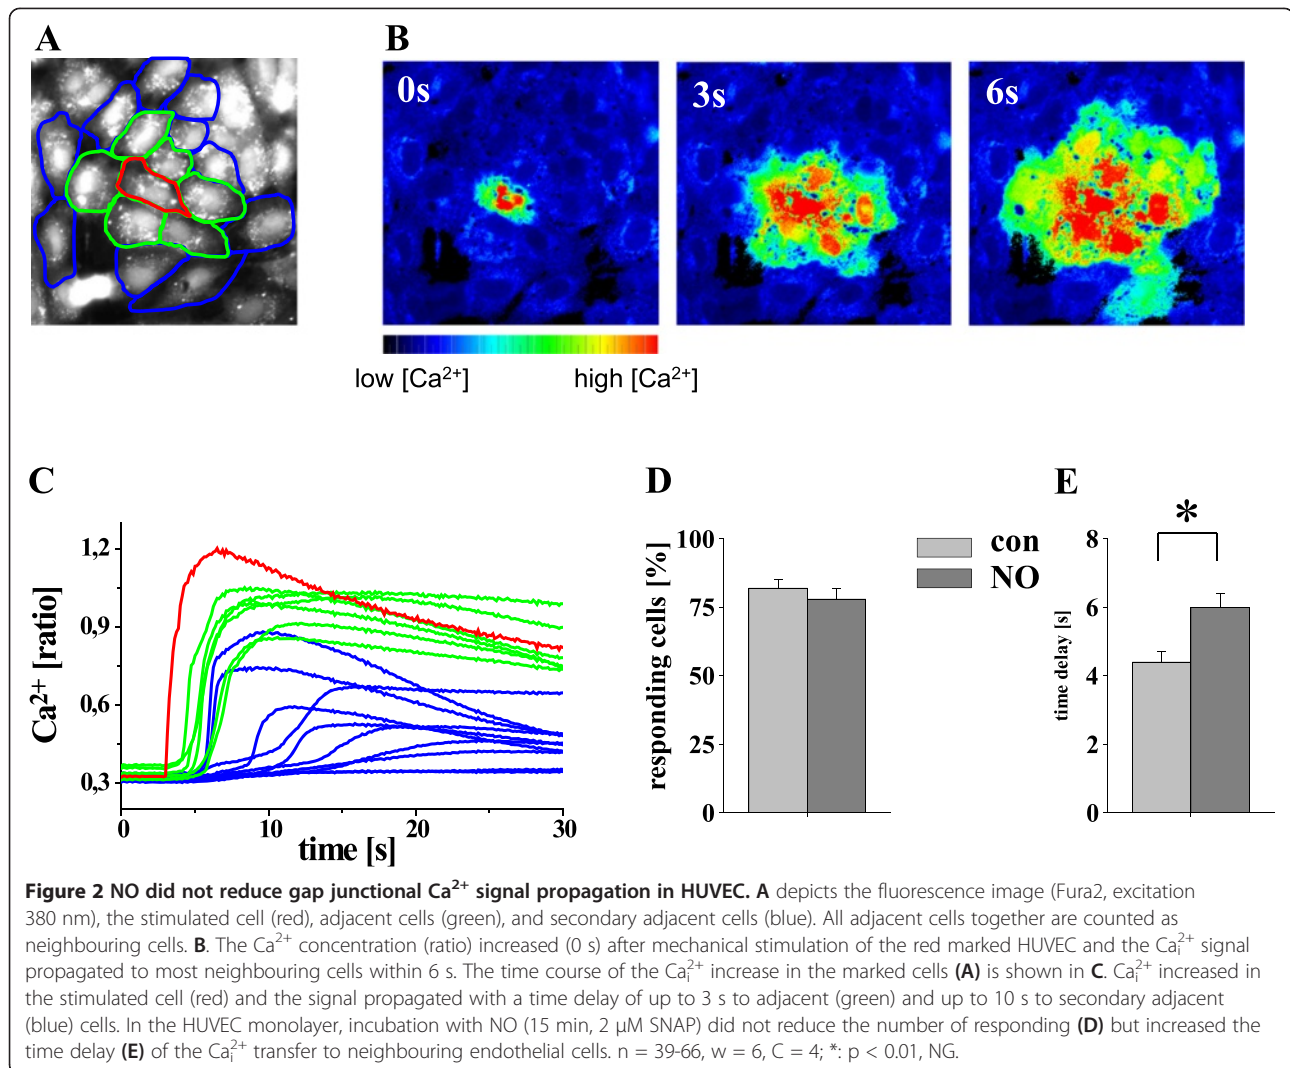 A
B
0s
3s
6s
low [Ca²⁺]
high [Ca²⁺]
C
D
E
Ca²⁺ [ratio]
1,2
0,9
0,6
0,3
0
10
20
30
time [s]
responding cells [%]
100
75
50
25
0
con
NO
time delay [s]
*
8
6
4
2
0
Figure 2 NO did not reduce gap junctional Ca²⁺ signal propagation in HUVEC. A depicts the fluorescence image (Fura2, excitation
380 nm), the stimulated cell (red), adjacent cells (green), and secondary adjacent cells (blue). All adjacent cells together are counted as
neighbouring cells. B. The Ca²⁺ concentration (ratio) increased (0 s) after mechanical stimulation of the red marked HUVEC and the Caᵢ²⁺ signal
propagated to most neighbouring cells within 6 s. The time course of the Caᵢ²⁺ increase in the marked cells (A) is shown in C. Caᵢ²⁺ increased in
the stimulated cell (red) and the signal propagated with a time delay of up to 3 s to adjacent (green) and up to 10 s to secondary adjacent
(blue) cells. In the HUVEC monolayer, incubation with NO (15 min, 2 μM SNAP) did not reduce the number of responding (D) but increased the
time delay (E) of the Caᵢ²⁺ transfer to neighbouring endothelial cells. n = 39-66, w = 6, C = 4; *: p < 0.01, NG.